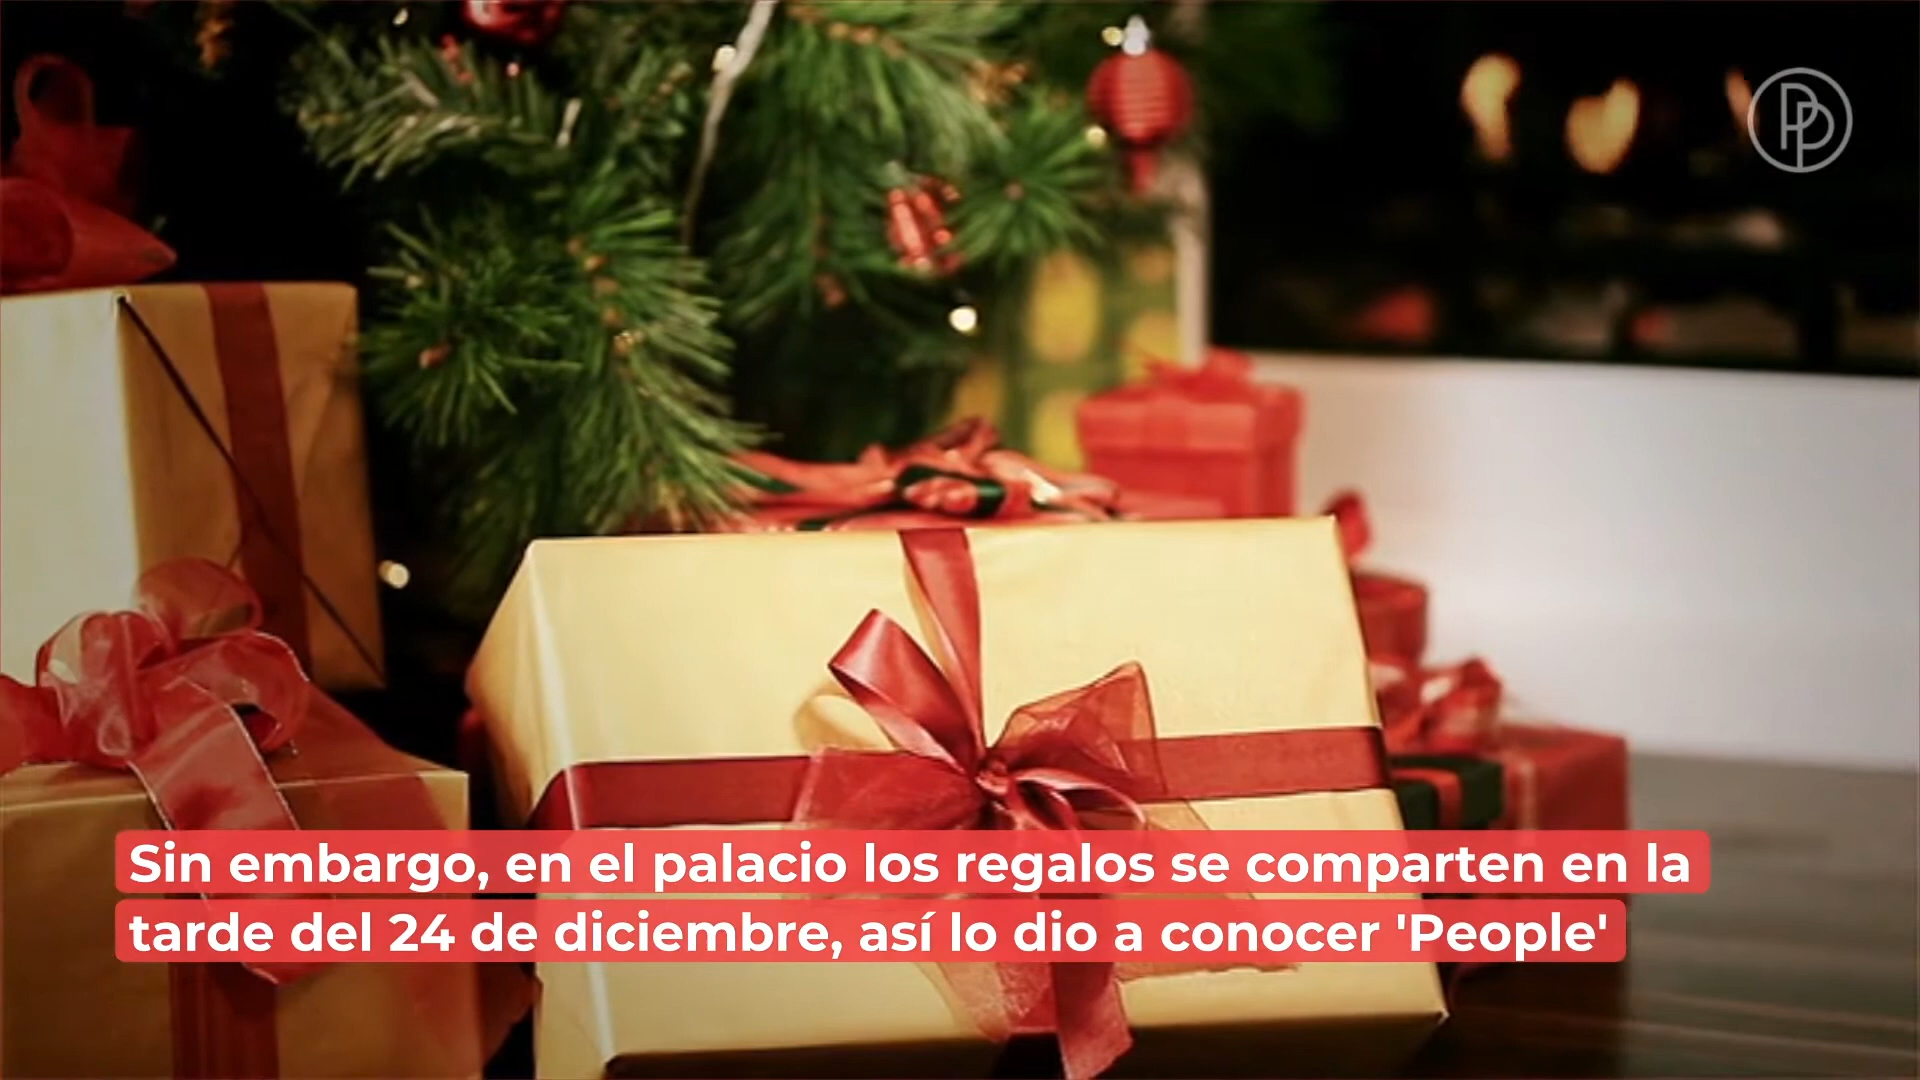 Sin embargo, en el palacio los regalos se comparten en la
tarde del 24 de diciembre, así lo dio a conocer 'People'